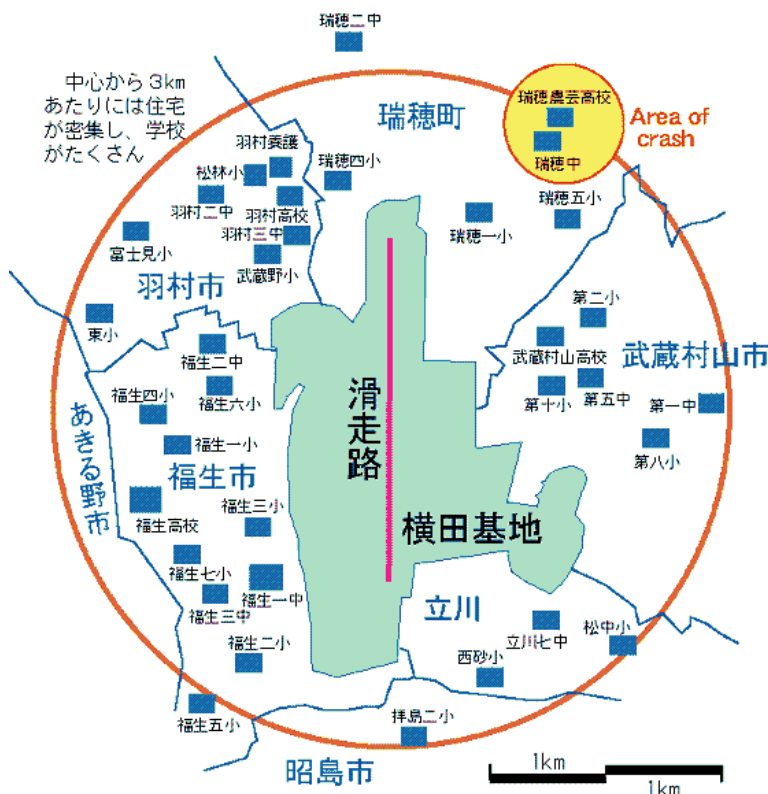 瑞穂二中
中心から3km
あたりには住宅
が密集し、学校
がたくさん
瑞穂町
瑞穂農芸高校
Area of
crash
瑞穂中
羽村養護
松林小
瑞穂四小
羽村二中
羽村高校
瑞穂一小
瑞穂五小
富士見小
羽村三中
武蔵野小
羽村市
東小
第二小
武蔵村山市
福生二中
武蔵村山高校
福生四小
福生六小
第十小
第五中
第一中
滑走路
あきる野市
福生一小
第八小
福生市
福生高校
福生三小
横田基地
福生七小
福生三中
福生一中
立川
立川七中
松中小
福生二小
西砂小
福生五小
拝島二小
昭島市
1km
1km